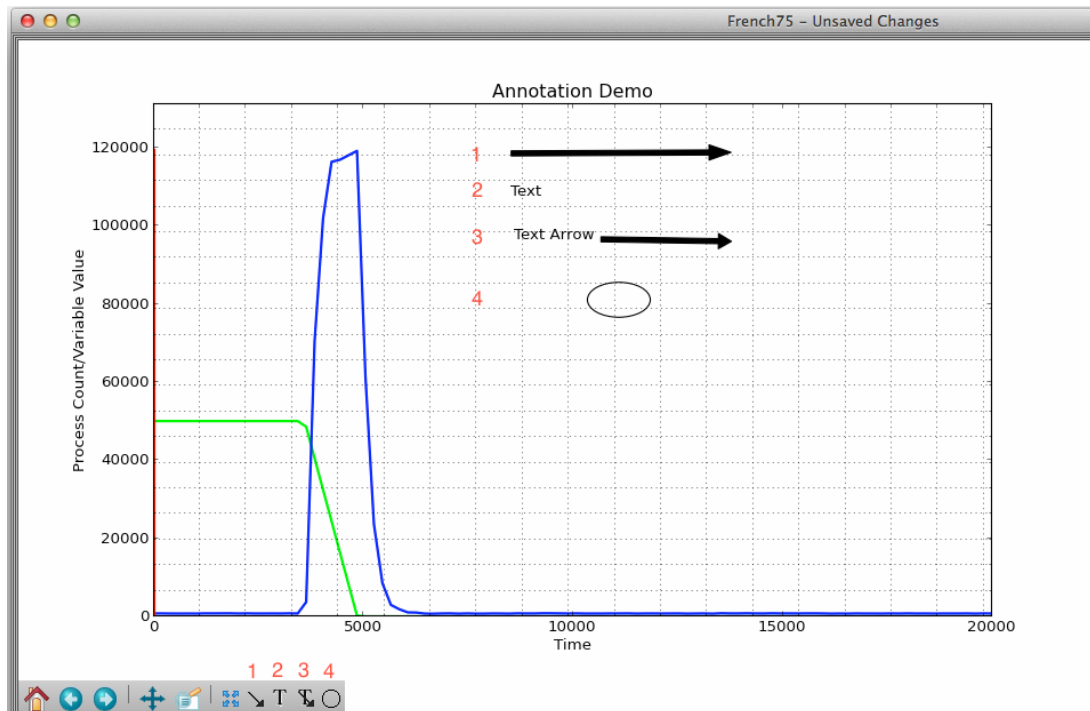 French75 – Unsaved Changes
Annotation Demo
Process Count/Variable Value
120000
100000
80000
60000
40000
20000
0
1
2 Text
3 Text Arrow
4
0 5000 10000 15000 20000
Time
1 2 3 4
T T